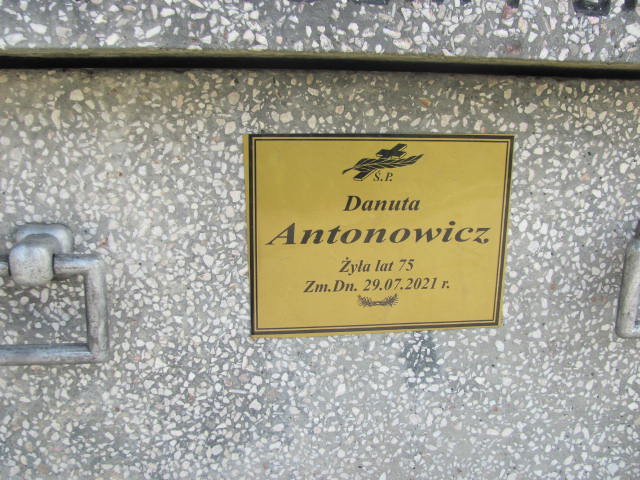 Ś.P.
Danuta
Antonowicz
Żyła lat 75
Zm.Dn. 29.07.2021 r.